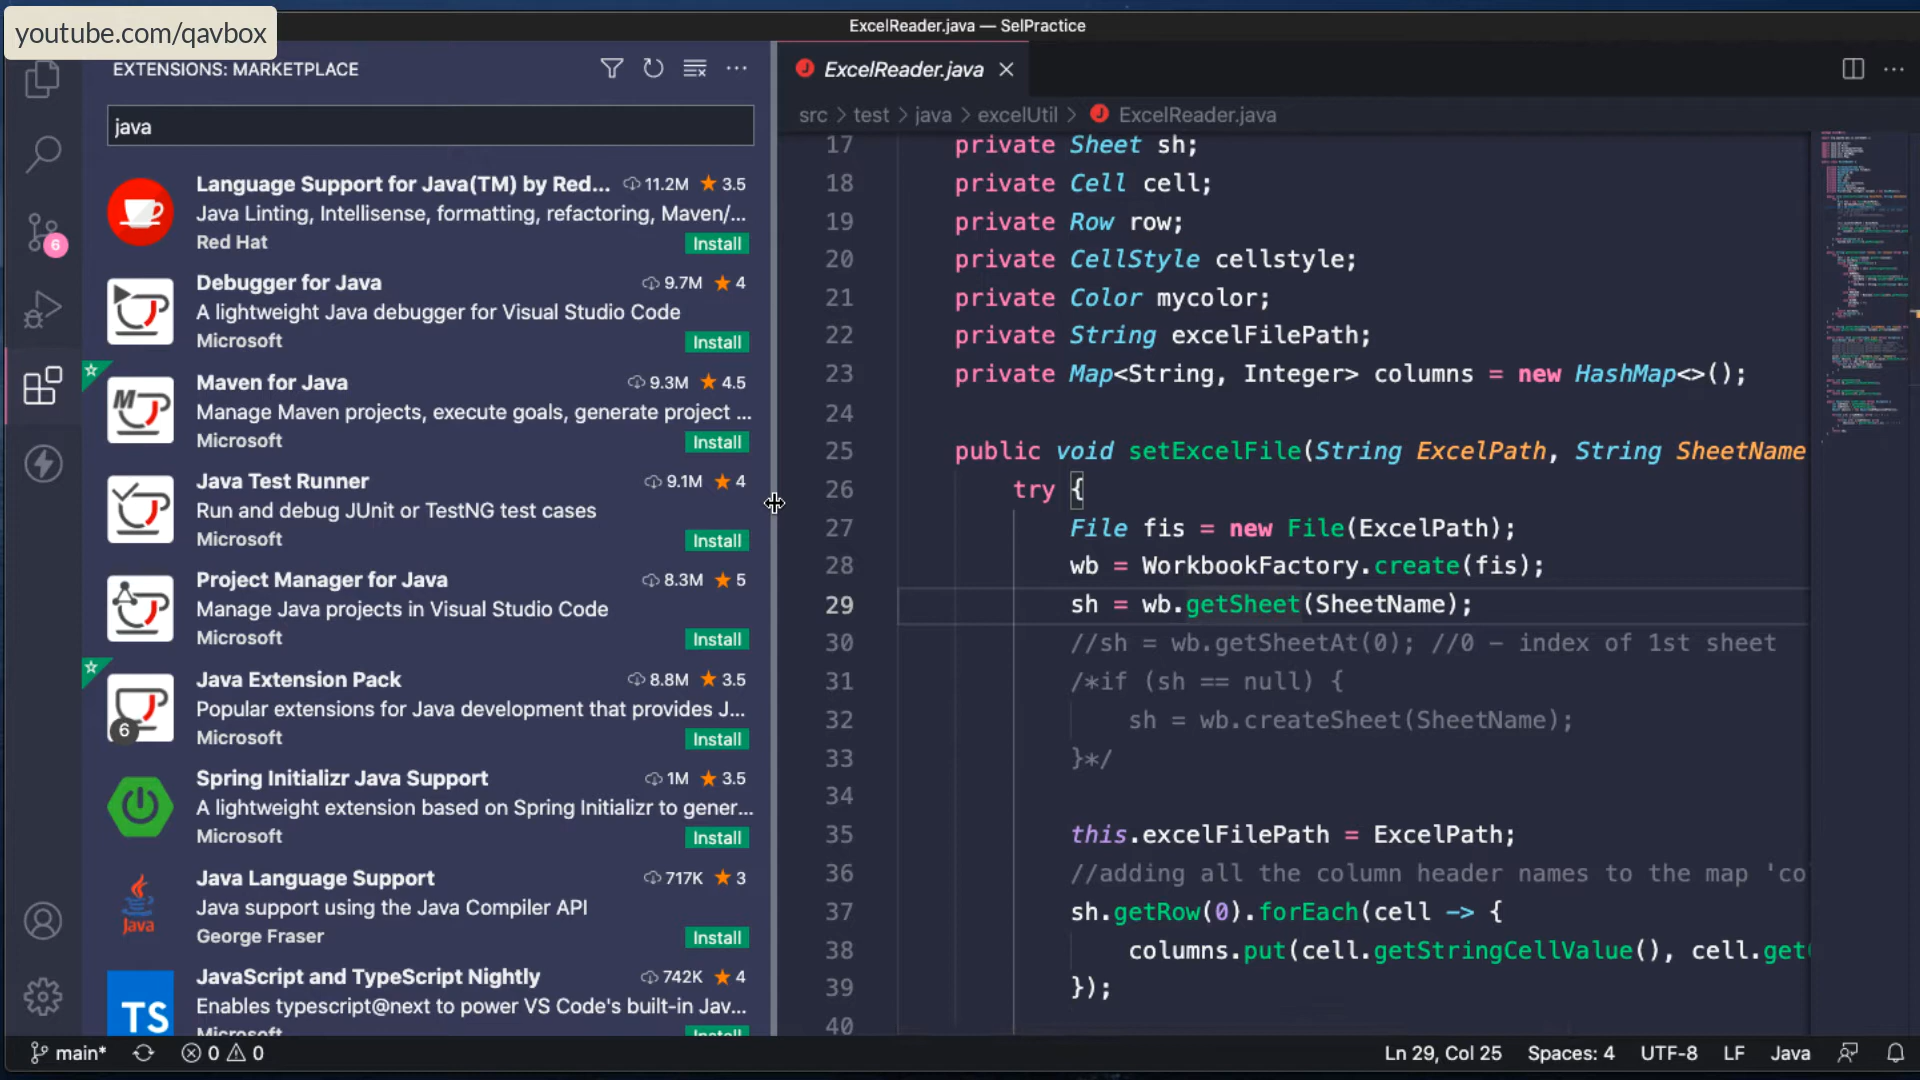 youtube.com/qavbox
ExcelReader.java — SelPractice
EXTENSIONS: MARKETPLACE
java
Language Support for Java(TM) by Red... 11.2M 3.5
Java Linting, Intellisense, formatting, refactoring, Maven/...
Red Hat Install
Debugger for Java 9.7M 4
A lightweight Java debugger for Visual Studio Code
Microsoft Install
Maven for Java 9.3M 4.5
Manage Maven projects, execute goals, generate project ...
Microsoft Install
Java Test Runner 9.1M 4
Run and debug JUnit or TestNG test cases
Microsoft Install
Project Manager for Java 8.3M 5
Manage Java projects in Visual Studio Code
Microsoft Install
Java Extension Pack 8.8M 3.5
Popular extensions for Java development that provides J...
6
Microsoft Install
Spring Initializr Java Support 1M 3.5
A lightweight extension based on Spring Initializr to gener...
Microsoft Install
Java Language Support 717K 3
Java support using the Java Compiler API
Java
George Fraser Install
JavaScript and TypeScript Nightly 742K 4
Enables typescript@next to power VS Code's built-in Jav...
TS
Microsoft Install
6
ExcelReader.java
src > test > java > excelUtil > ExcelReader.java
17 private Sheet sh;
18 private Cell cell;
19 private Row row;
20 private CellStyle cellstyle;
21 private Color mycolor;
22 private String excelFilePath;
23 private Map<String, Integer> columns = new HashMap<>();
24
25 public void setExcelFile(String ExcelPath, String SheetName
26 try {
27 File fis = new File(ExcelPath);
28 wb = WorkbookFactory.create(fis);
29 sh = wb.getSheet(SheetName);
30 //sh = wb.getSheetAt(0); //0 – index of 1st sheet
31 /*if (sh == null) {
32 sh = wb.createSheet(SheetName);
33 }*/
34
35 this.excelFilePath = ExcelPath;
36 //adding all the column header names to the map 'co
37 sh.getRow(0).forEach(cell -> {
38 columns.put(cell.getStringCellValue(), cell.get
39 });
40
main* 0 0
Ln 29, Col 25 Spaces: 4 UTF-8 LF Java